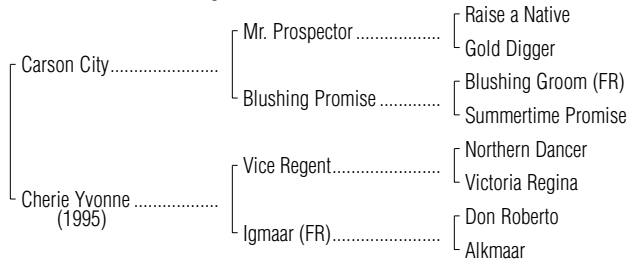 Raise a Native
Mr. Prospector ..................
Gold Digger
Carson City.......................
Blushing Groom (FR)
Blushing Promise .............
Summertime Promise
Northern Dancer
Vice Regent.......................
Victoria Regina
Cherie Yvonne ..................
(1995)
Don Roberto
Igmaar (FR).......................
Alkmaar